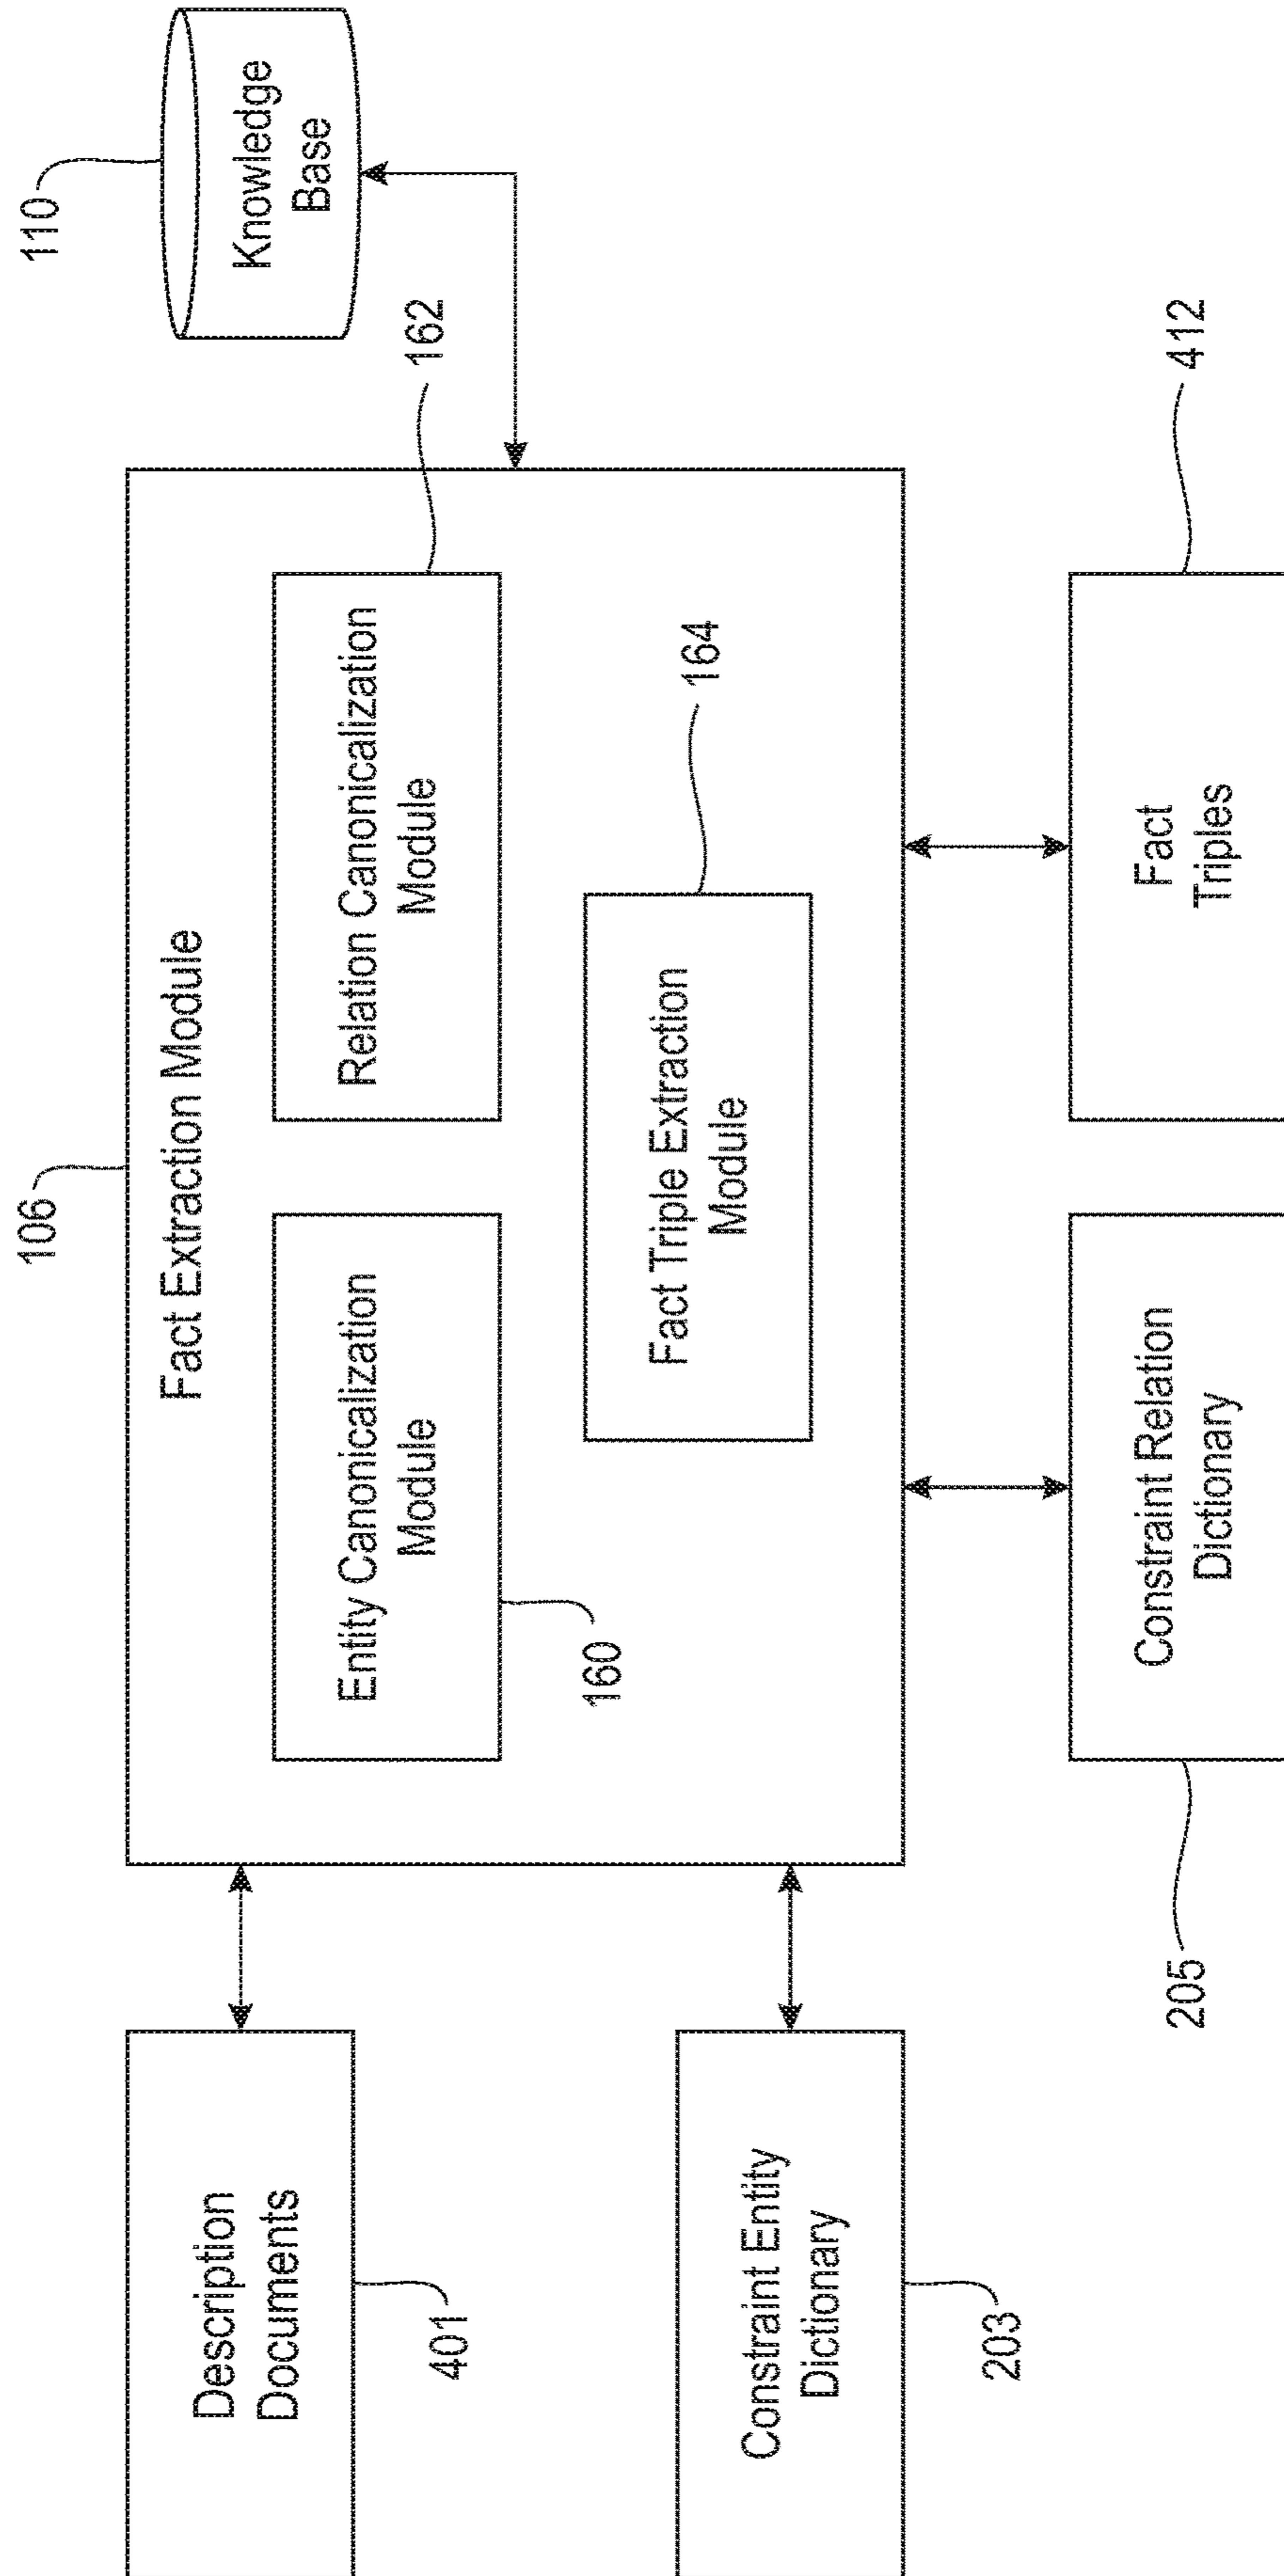 106
110
Description
Documents
401
Constraint Entity
Dictionary
203
Fact Extraction Module
Entity Canonicalization
Module
160
Relation Canonicalization
Module
162
Fact Triple Extraction
Module
164
Knowledge
Base
Constraint Relation
Dictionary
205
Fact
Triples
412